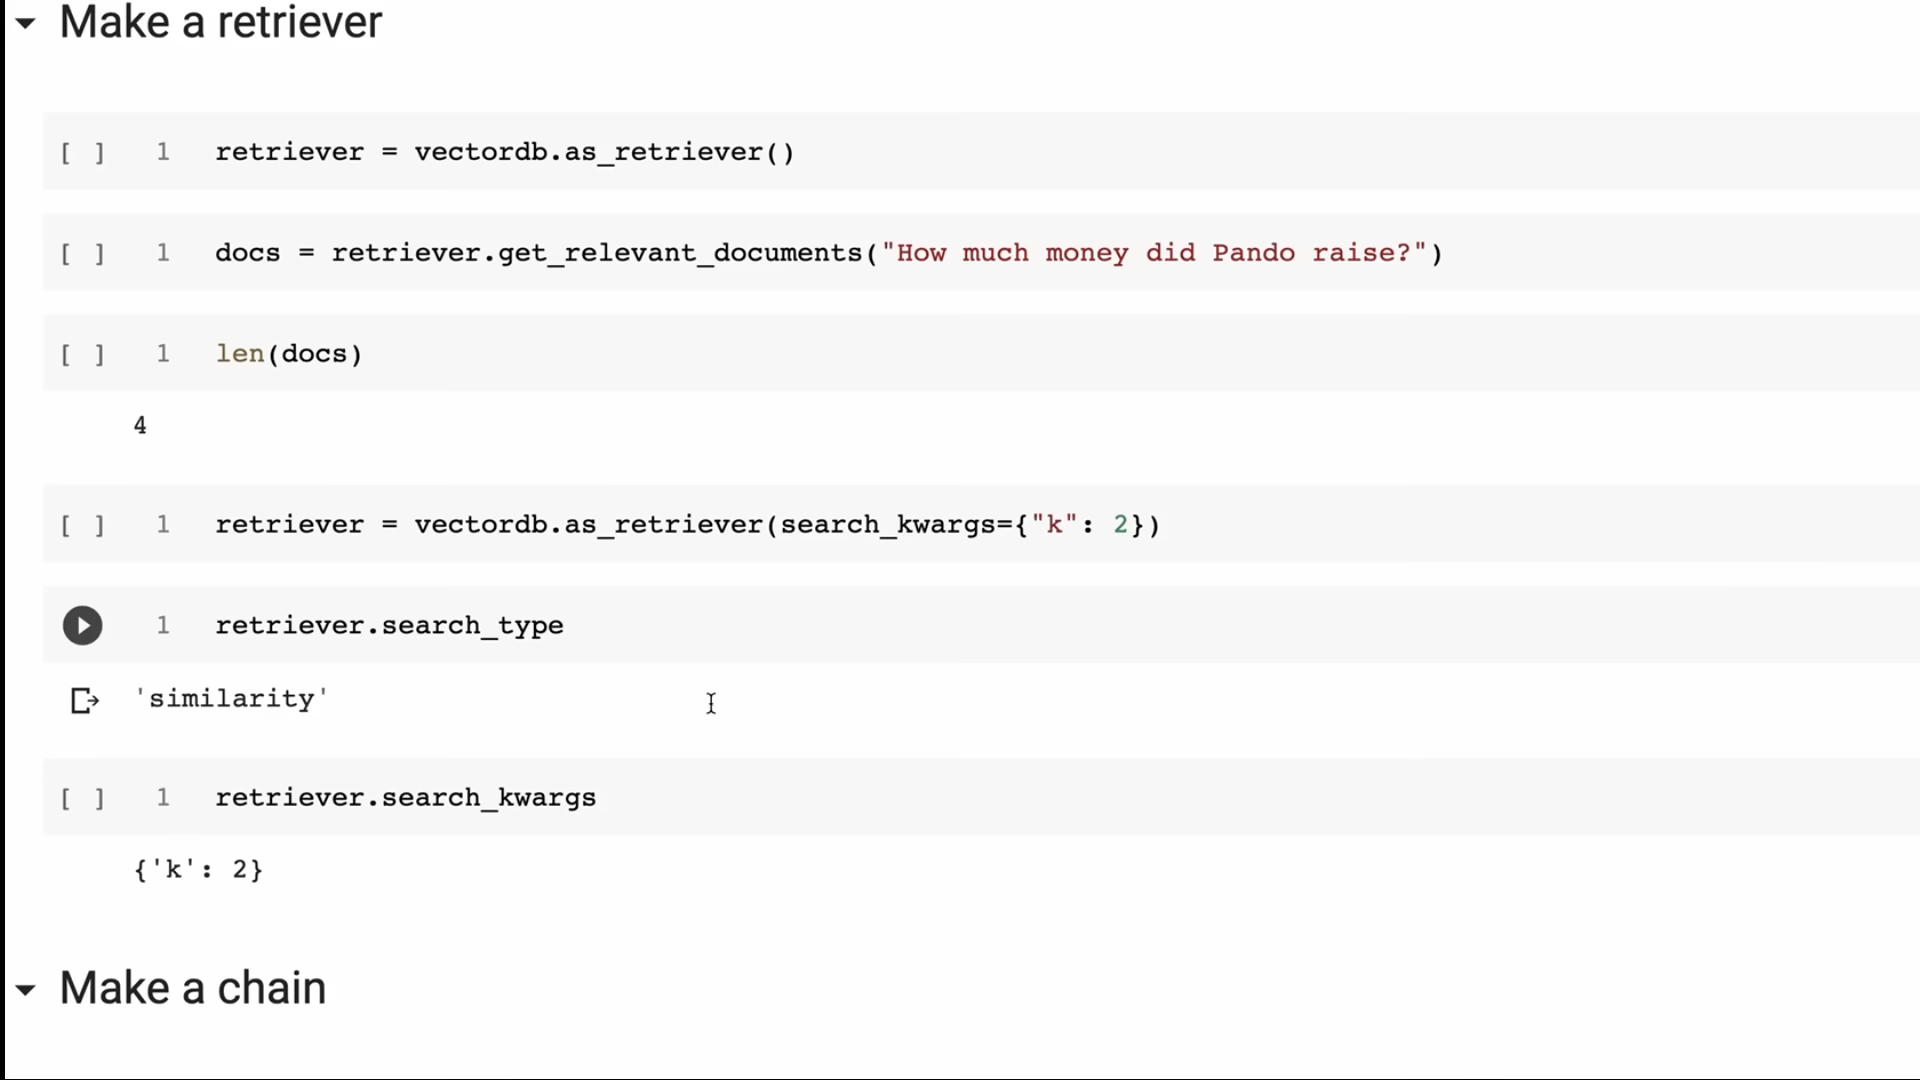 Make a retriever
[ ] 1 retriever = vectordb.as_retriever()
[ ] 1 docs = retriever.get_relevant_documents("How much money did Pando raise?")
[ ] 1 len(docs)
4
[ ] 1 retriever = vectordb.as_retriever(search_kwargs={"k": 2})
1 retriever.search_type
'similarity'
[ ] 1 retriever.search_kwargs
{'k': 2}
Make a chain